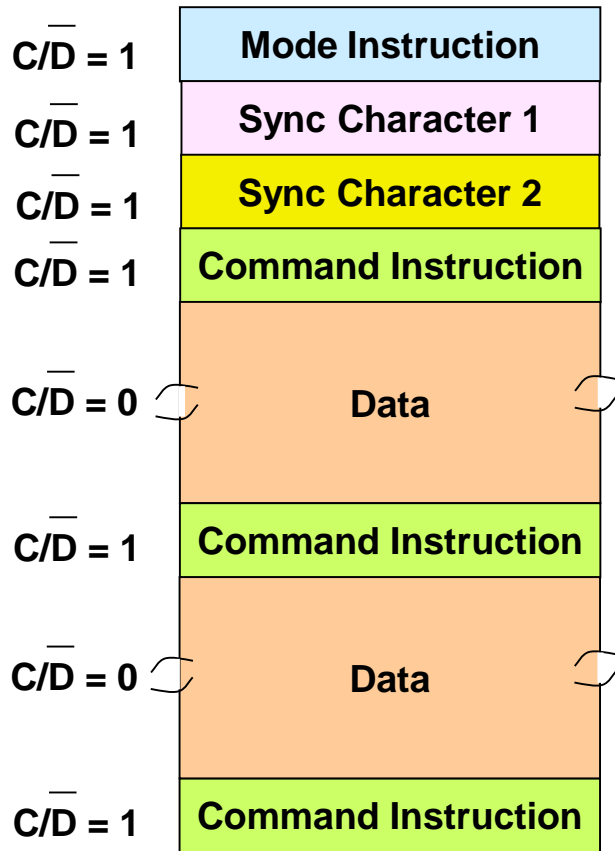 C/D̅ = 1 Mode Instruction
C/D̅ = 1 Sync Character 1
C/D̅ = 1 Sync Character 2
C/D̅ = 1 Command Instruction
C/D̅ = 0 Data
C/D̅ = 1 Command Instruction
C/D̅ = 0 Data
C/D̅ = 1 Command Instruction